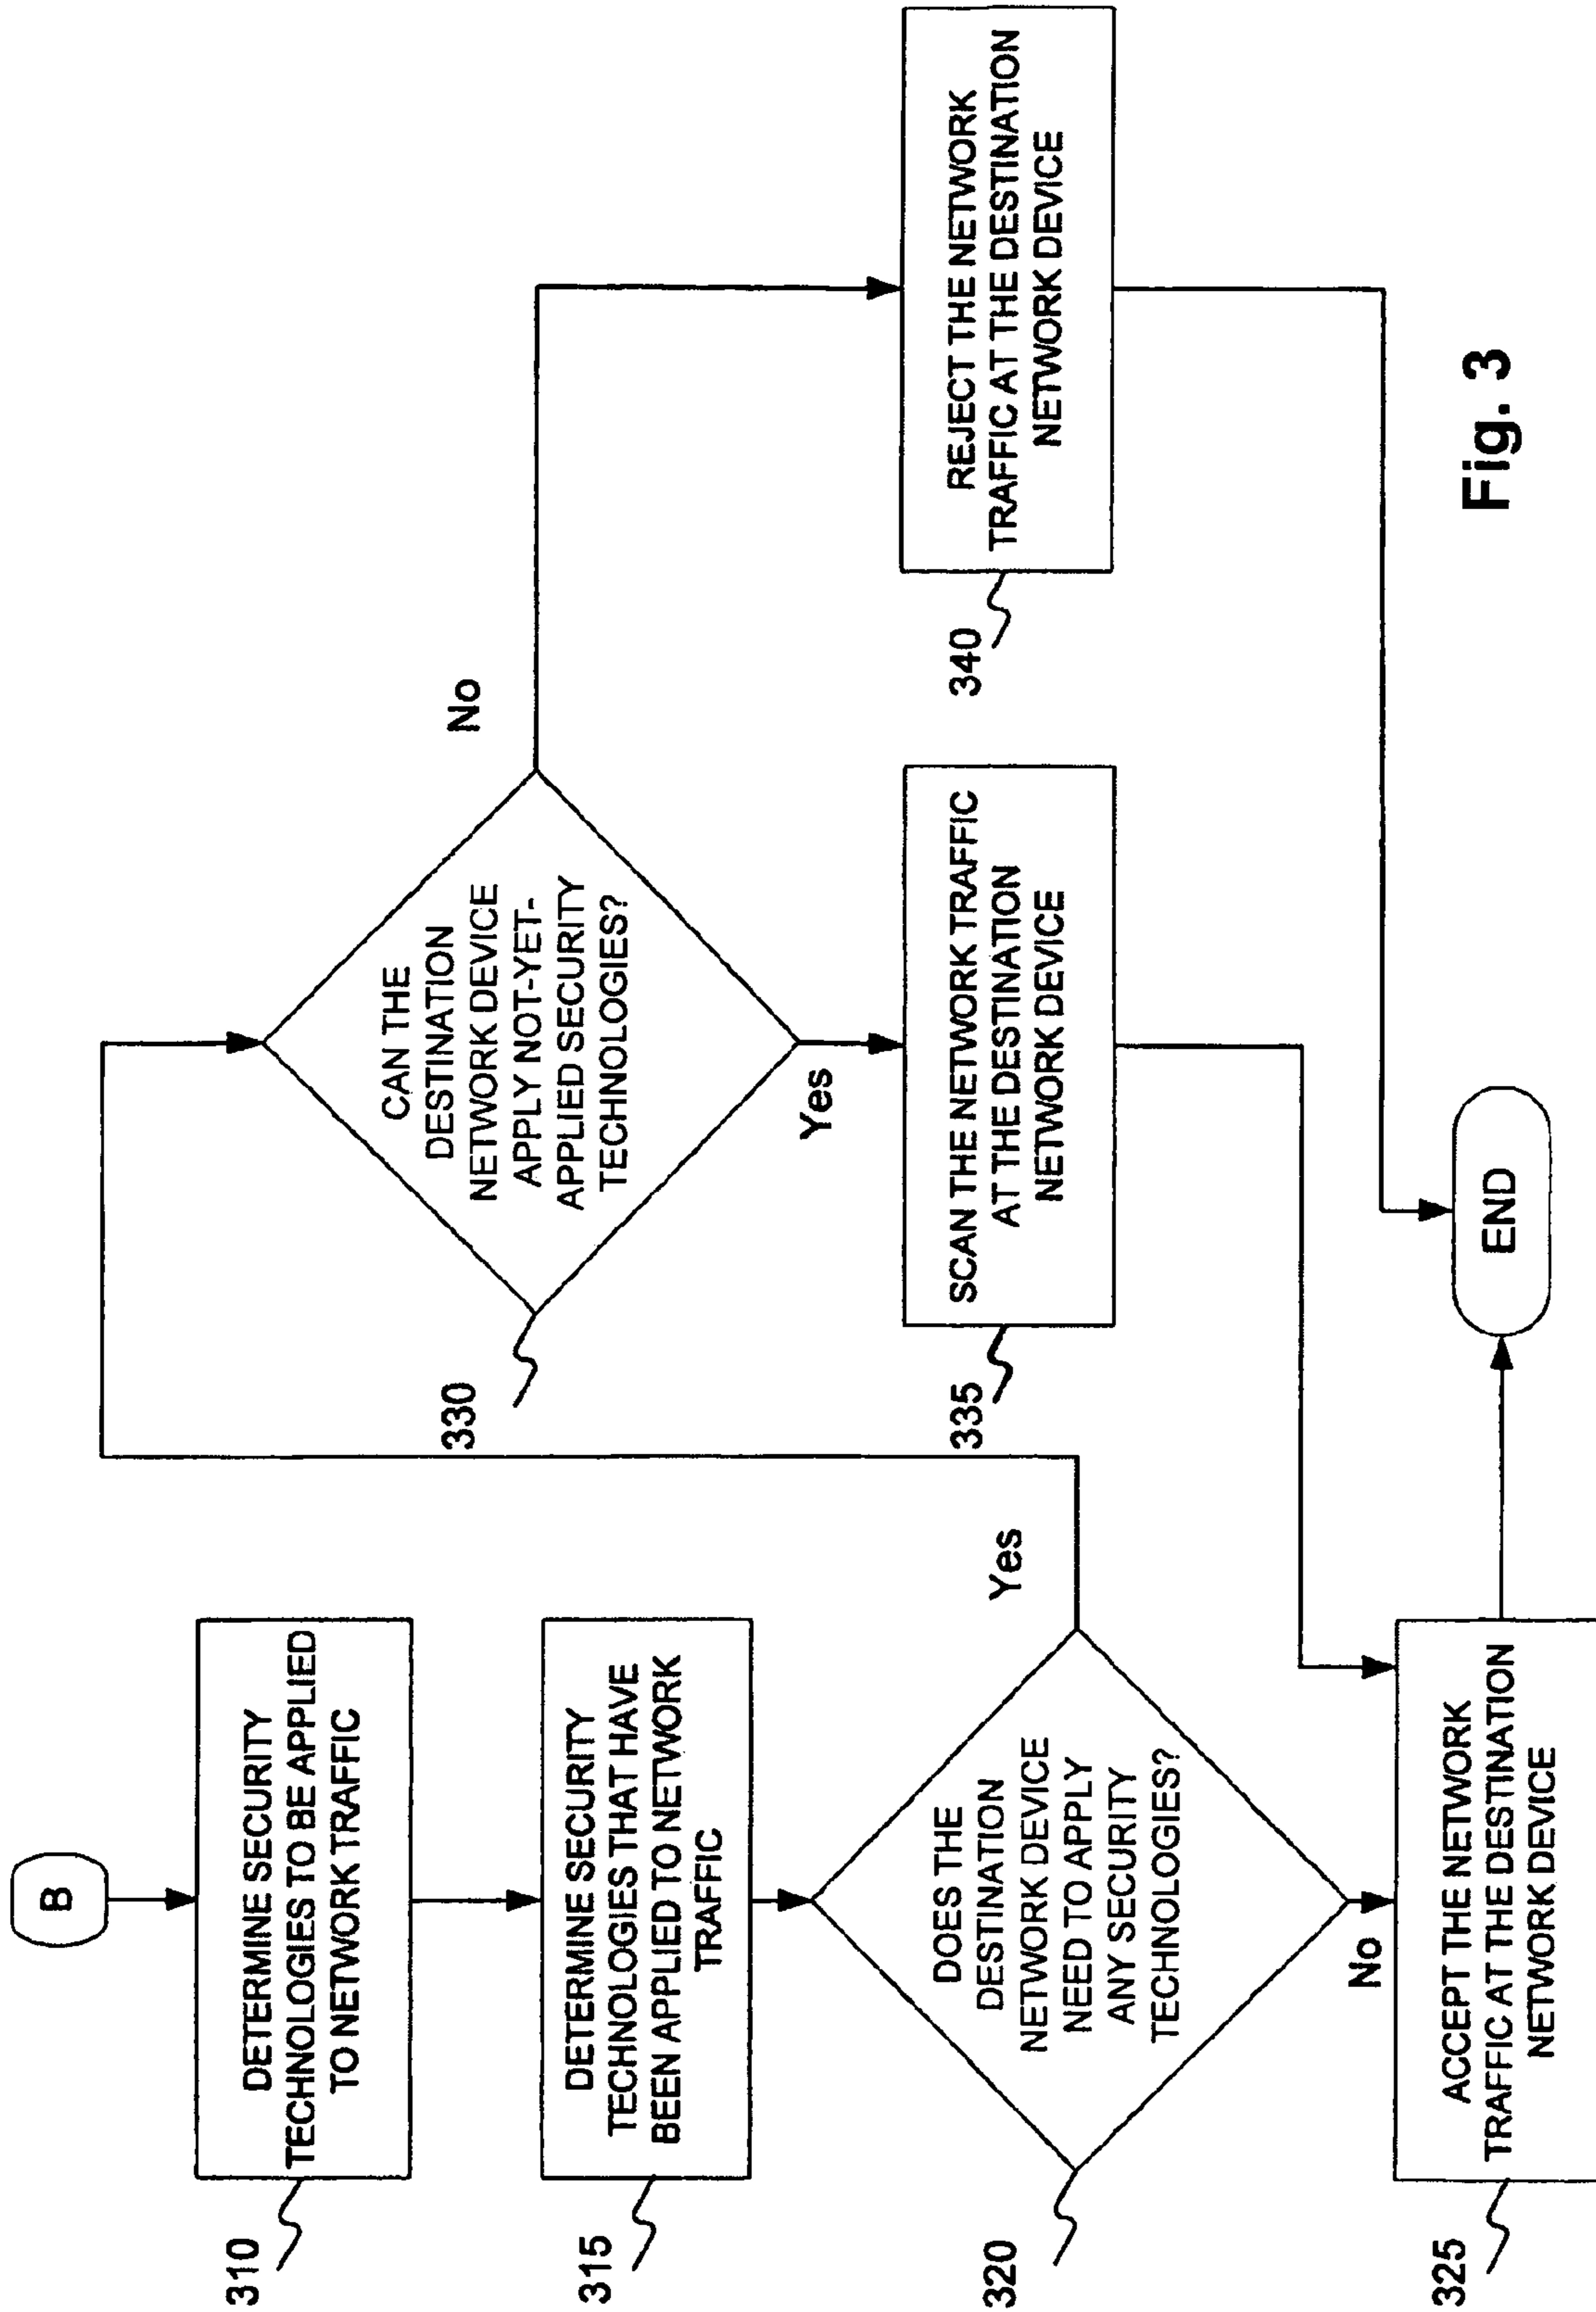 B
310
DETERMINE SECURITY
TECHNOLOGIES TO BE APPLIED
TO NETWORK TRAFFIC
315
DETERMINE SECURITY
TECHNOLOGIES THAT HAVE
BEEN APPLIED TO NETWORK
TRAFFIC
320
DOES THE
DESTINATION
NETWORK DEVICE
NEED TO APPLY
ANY SECURITY
TECHNOLOGIES?
Yes
No
325
ACCEPT THE NETWORK
TRAFFIC AT THE DESTINATION
NETWORK DEVICE
330
CAN THE
DESTINATION
NETWORK DEVICE
APPLY NOT-YET-
APPLIED SECURITY
TECHNOLOGIES?
No
Yes
335
SCAN THE NETWORK TRAFFIC
AT THE DESTINATION
NETWORK DEVICE
340
REJECT THE NETWORK
TRAFFIC AT THE DESTINATION
NETWORK DEVICE
END
Fig. 3